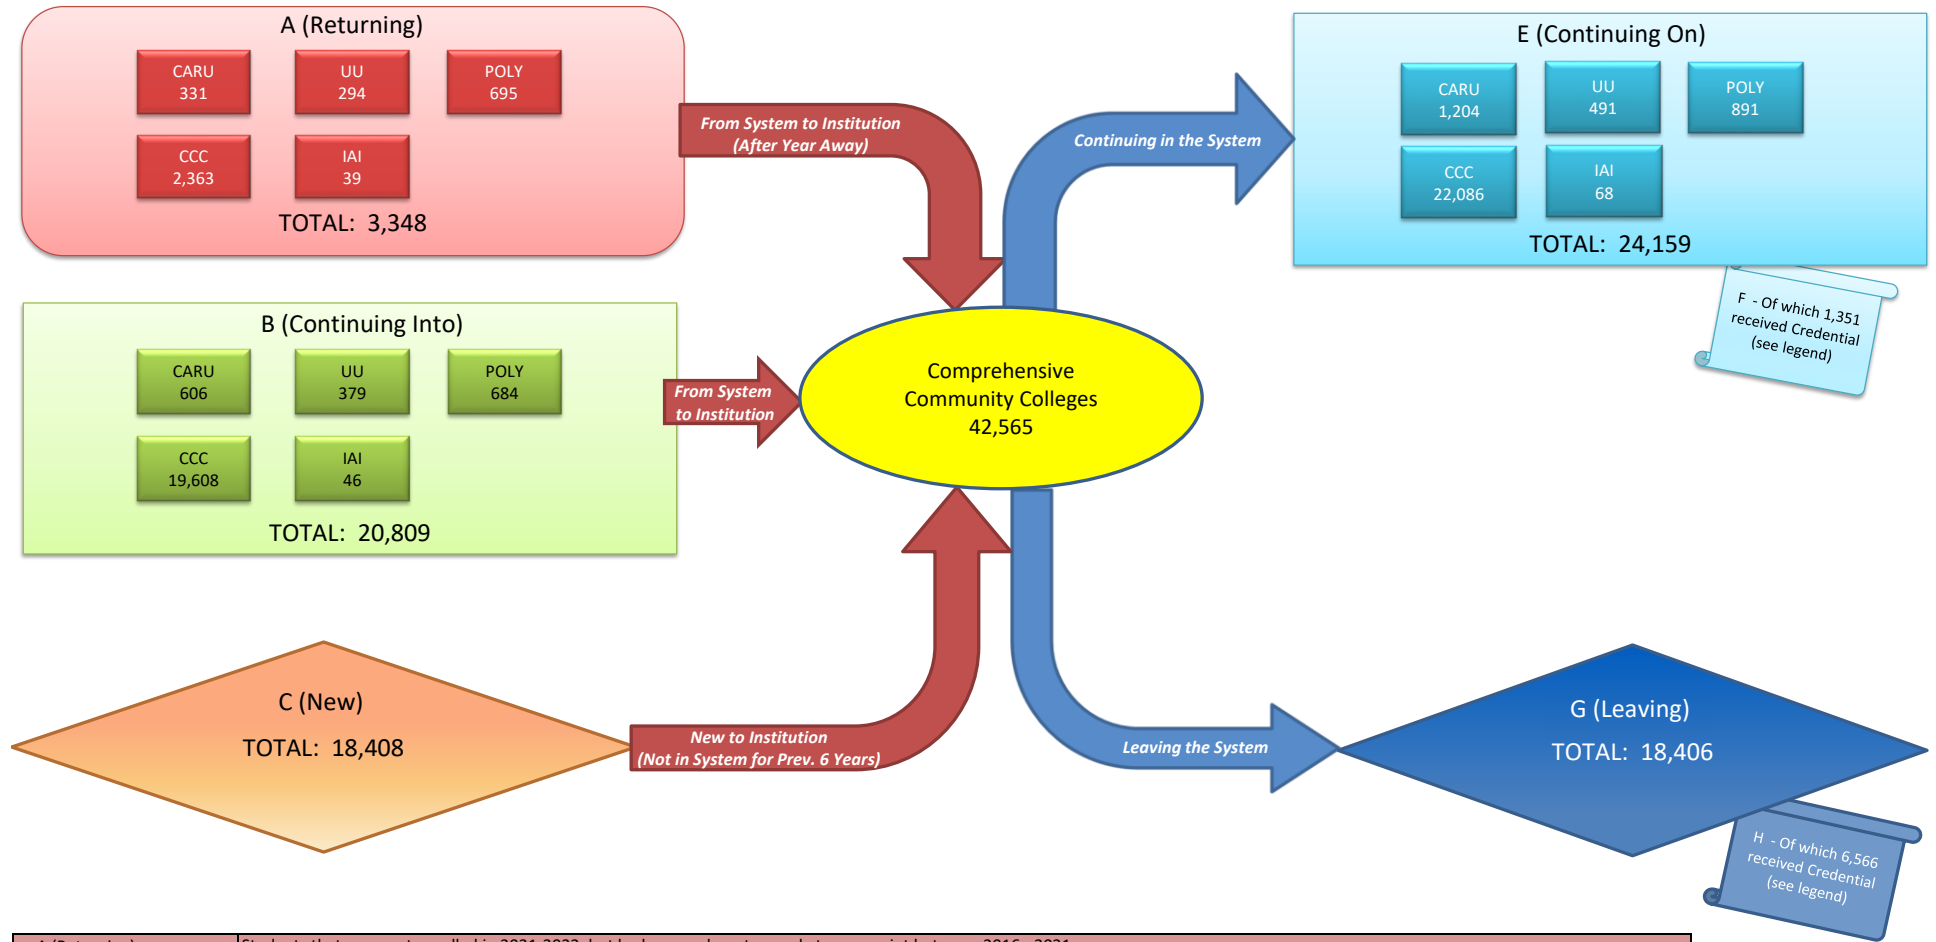 A (Returning)
CARU
331
UU
294
POLY
695
CCC
2,363
IAI
39
TOTAL: 3,348
From System to Institution
(After Year Away)
Continuing in the System
E (Continuing On)
CARU
1,204
UU
491
POLY
891
CCC
22,086
IAI
68
TOTAL: 24,159
F - Of which 1,351
received Credential
(see legend)
B (Continuing Into)
CARU
606
UU
379
POLY
684
CCC
19,608
IAI
46
TOTAL: 20,809
From System
to Institution
Comprehensive
Community Colleges
42,565
C (New)
TOTAL: 18,408
New to Institution
(Not in System for Prev. 6 Years)
Leaving the System
G (Leaving)
TOTAL: 18,406
H - Of which 6,566
received Credential
(see legend)